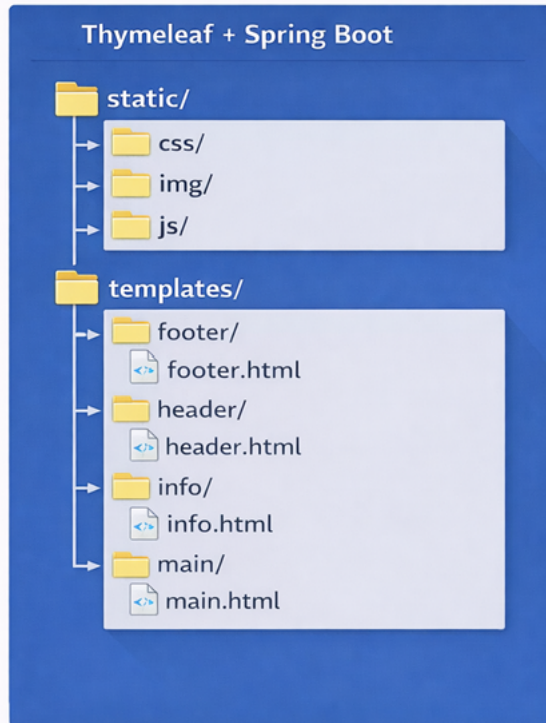 Thymeleaf + Spring Boot
static/
css/
img/
js/
templates/
footer/
footer.html
header/
header.html
info/
info.html
main/
main.html